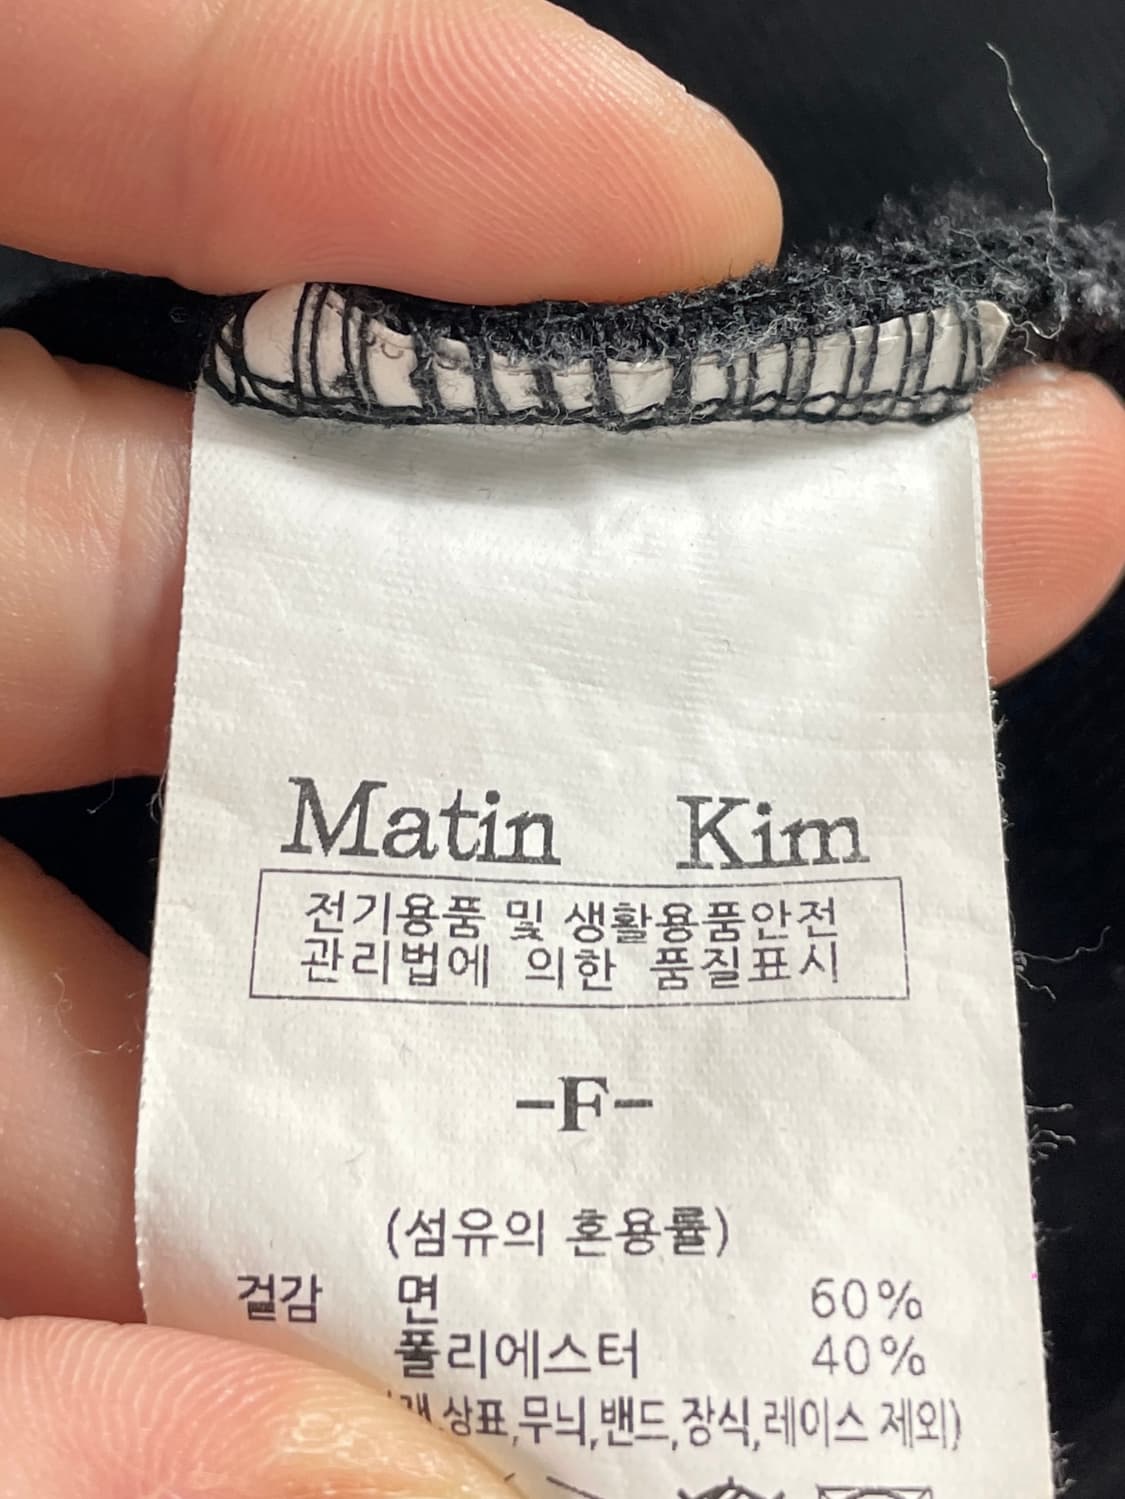 Matin Kim
전기용품 및 생활용품안전
관리법에 의한 품질표시
-F-
(섬유의 혼용률)
겉감 면 60%
폴리에스터 40%
상표,무늬,밴드,장식,레이스 제외)